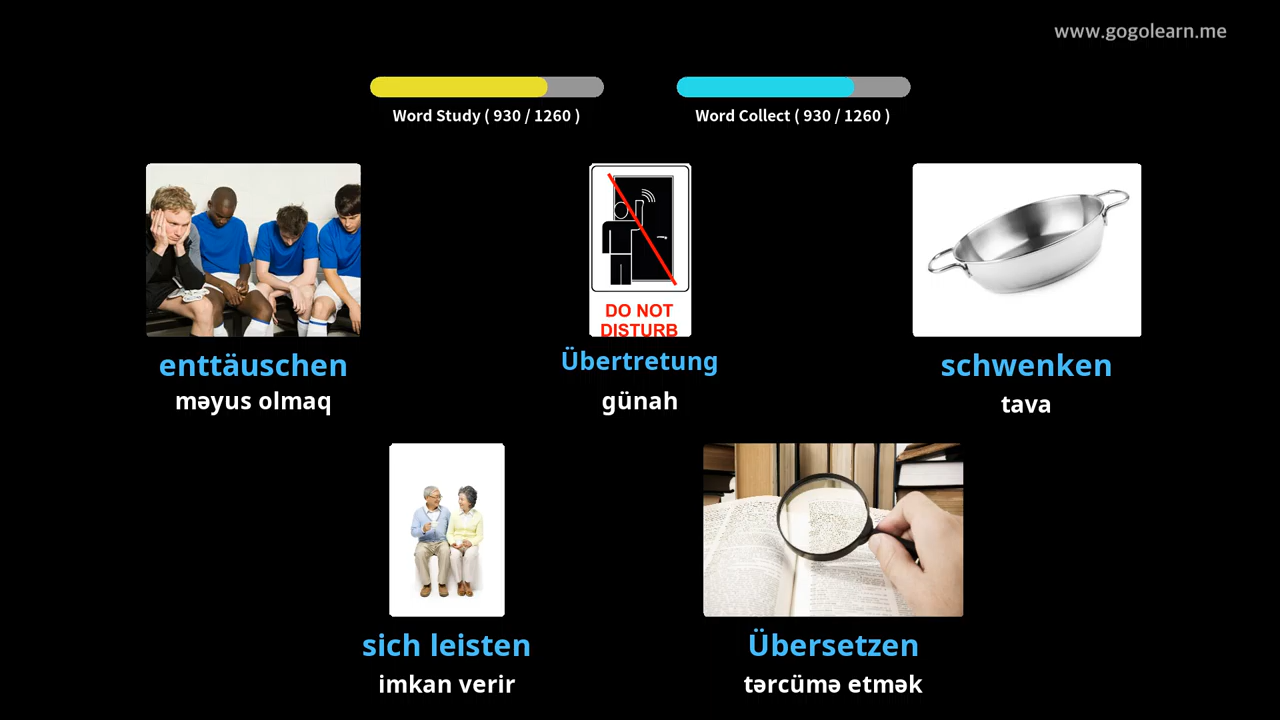 www.gogolearn.me
Word Study ( 930 / 1260 )
Word Collect ( 930 / 1260 )
DO NOT
DISTURB
enttäuschen
məyus olmaq
Übertretung
günah
schwenken
tava
sich leisten
imkan verir
Übersetzen
tərcümə etmək